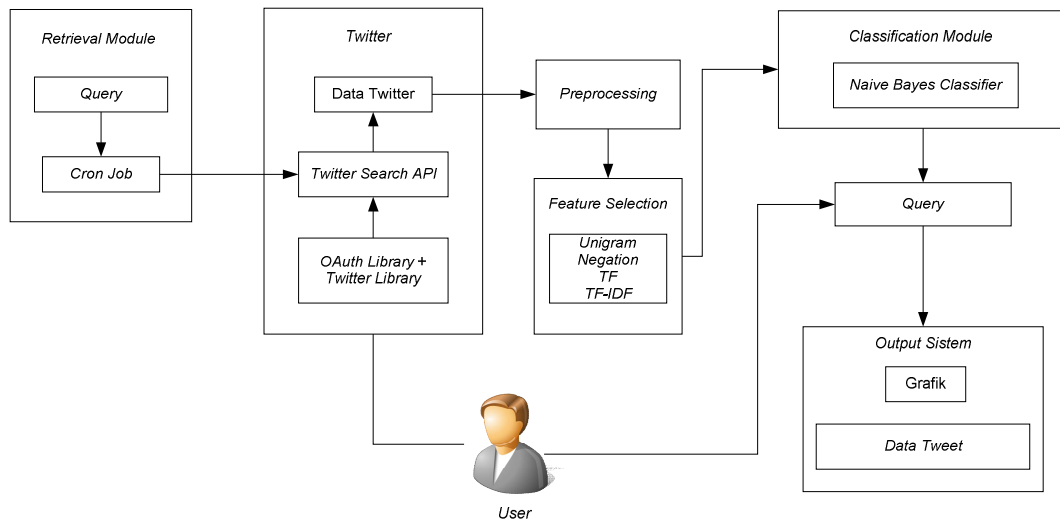 Retrieval Module
Query
Cron Job
Twitter
Data Twitter
Twitter Search API
OAuth Library +
Twitter Library
Preprocessing
Feature Selection
Unigram
Negation
TF
TF-IDF
Classification Module
Naive Bayes Classifier
Query
Output Sistem
Grafik
Data Tweet
User